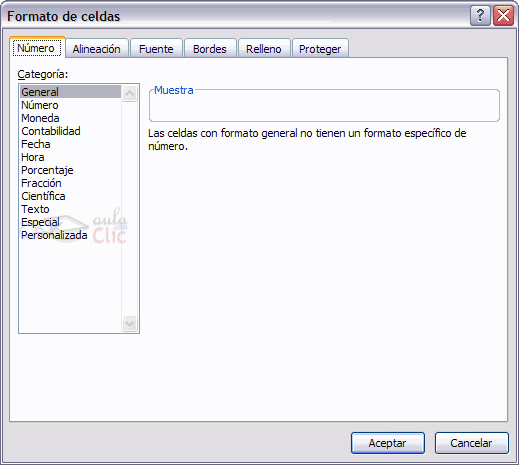 Formato de celdas
?
Número Alineación Fuente Bordes Relleno Proteger
Categoría:
General
Número
Moneda
Contabilidad
Fecha
Hora
Porcentaje
Fracción
Científica
Texto
Especial
Personalizada
aula
Clic
Muestra
Las celdas con formato general no tienen un formato específico de
número.
Aceptar Cancelar